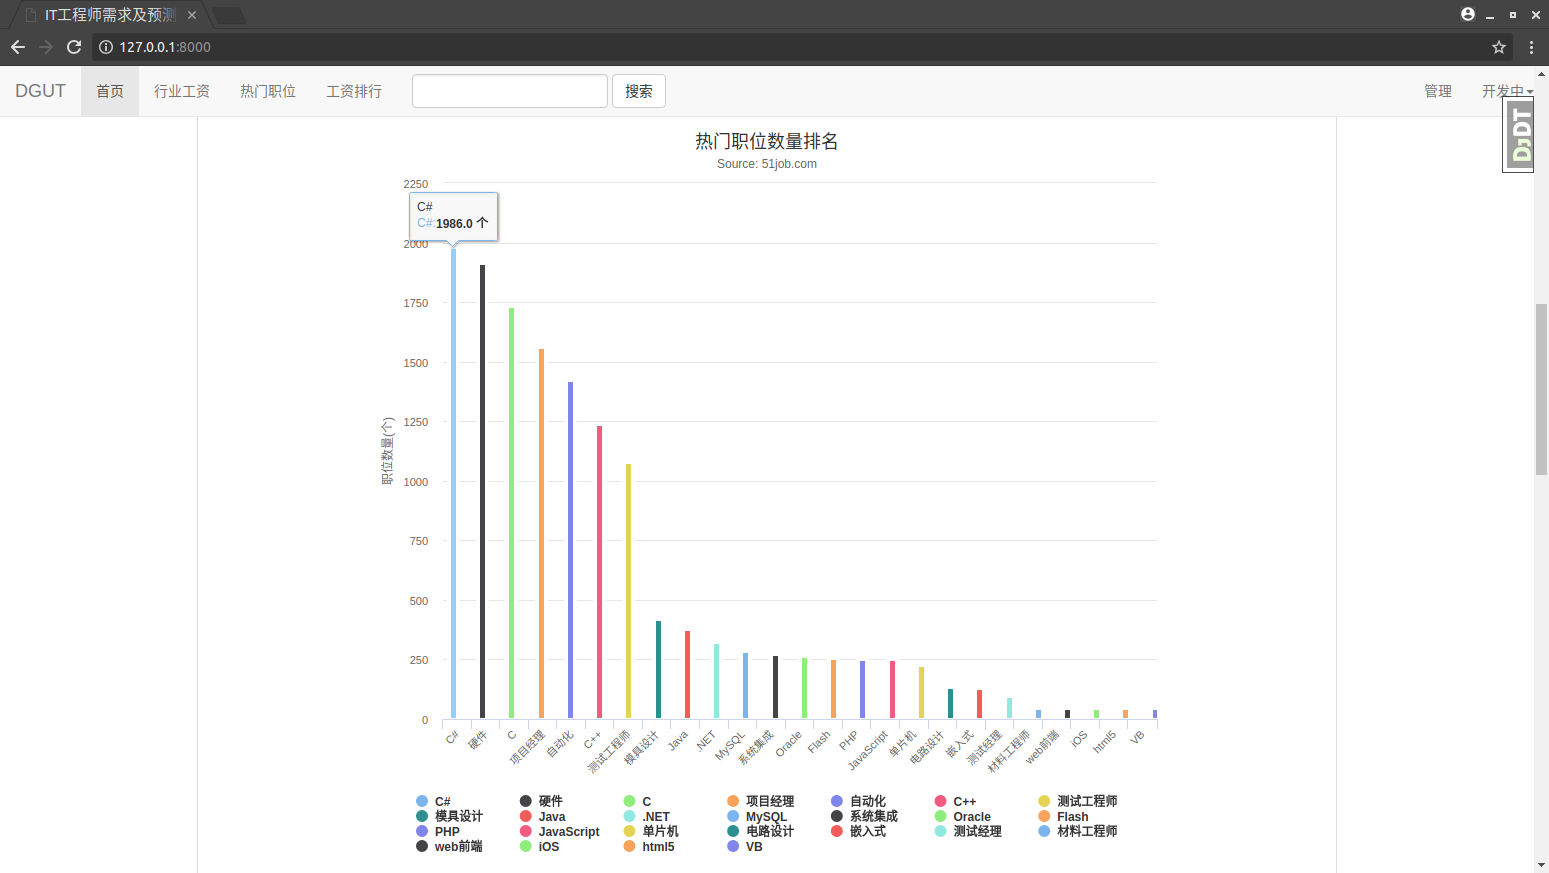 IT工程师需求及预测
127.0.0.1:8000
DGUT 首页 行业工资 热门职位 工资排行 搜索 管理 开发中
DJDT
热门职位数量排名
Source: 51job.com
2250
C#
C#:1986.0 个
2000
1750
1500
1250
1000
750
500
250
0
职位数量(个)
C# 硬件 C 项目经理 自动化 C++ 测试工程师 模具设计 Java .NET MySQL 系统集成 Oracle Flash PHP JavaScript 单片机 电路设计 嵌入式 测试经理 材料工程师 web前端 iOS html5 VB
C# 硬件 C 项目经理 自动化 C++ 测试工程师
模具设计 Java .NET MySQL 系统集成 Oracle Flash
PHP JavaScript 单片机 电路设计 嵌入式 测试经理 材料工程师
web前端 iOS html5 VB